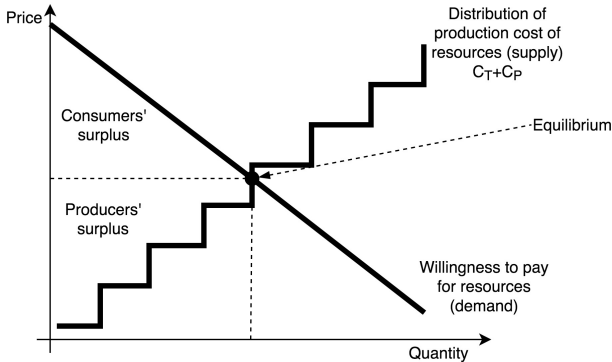 Price
Distribution of
production cost of
resources (supply)
CT+CP
Consumers'
surplus
Equilibrium
Producers'
surplus
Willingness to pay
for resources
(demand)
Quantity